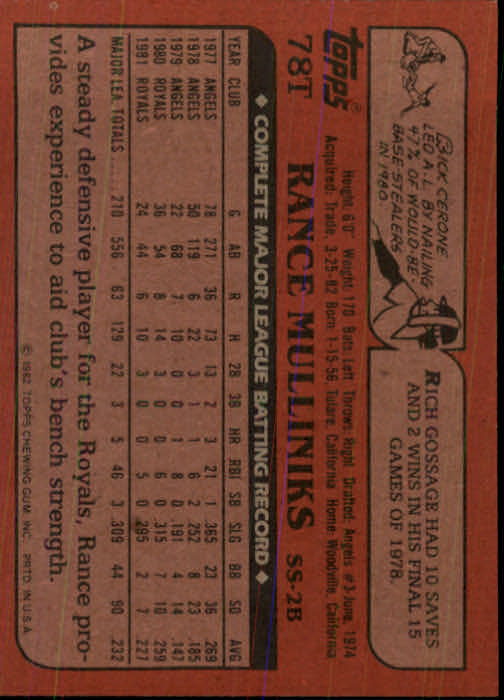 RICK CERONE
LED A.L. BY NAILING
47% OF WOULD-BE
BASE STEALERS
IN 1980.
RICH GOSSAGE HAD 10 SAVES
AND 2 WINS IN HIS FINAL 15
GAMES OF 1978.
topps®
78T RANCE MULLINIKS SS-2B
Height: 6'0" Weight: 170 Bats: Left Throws: Right Drafted: Angels #3-June, 1974
Acquired: Trade, 3-25-82 Born: 1-15-56, Tulare, California Home: Woodville, California
◆ COMPLETE MAJOR LEAGUE BATTING RECORD ◆
YEAR CLUB G AB R H 2B 3B HR RBI SB SLG BB SO AVG
1977 ANGELS 78 271 36 73 13 2 3 21 1 .365 23 36 .269
1978 ANGELS 50 119 6 22 3 1 1 6 2 .252 8 23 .185
1979 ANGELS 22 68 7 10 0 0 1 8 0 .191 4 14 .147
1980 ROYALS 36 54 8 14 3 0 0 6 0 .315 7 10 .259
1981 ROYALS 24 44 6 10 3 0 0 5 0 .295 2 7 .227
MAJOR LEA. TOTALS ..... 210 556 63 129 22 3 5 46 3 .309 44 90 .232
A steady defensive player for the Royals, Rance pro-
vides experience to aid club's bench strength.
© 1982 TOPPS CHEWING GUM, INC. PRTD. IN U.S.A.